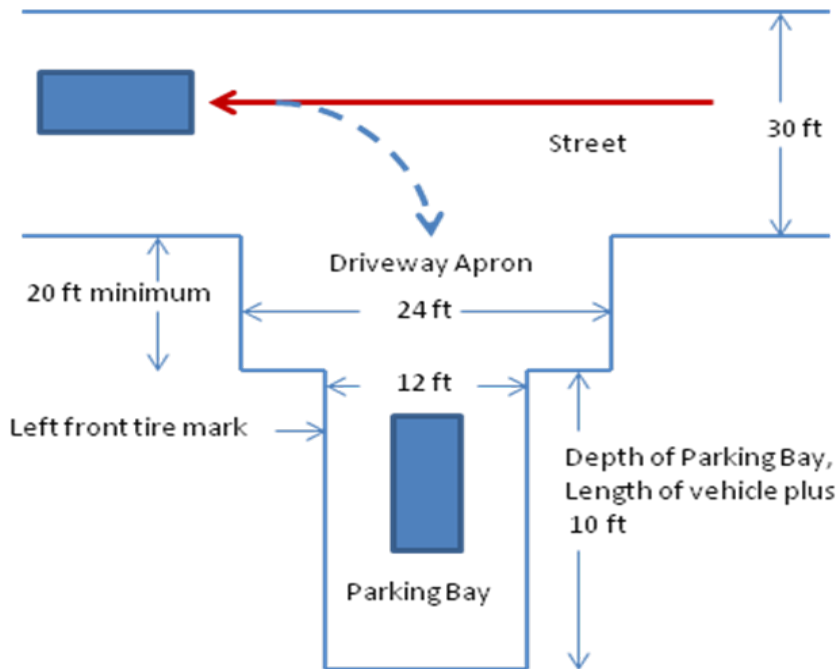 30 ft
Street
Driveway Apron
20 ft minimum
24 ft
12 ft
Left front tire mark
Depth of Parking Bay,
Length of vehicle plus
10 ft
Parking Bay